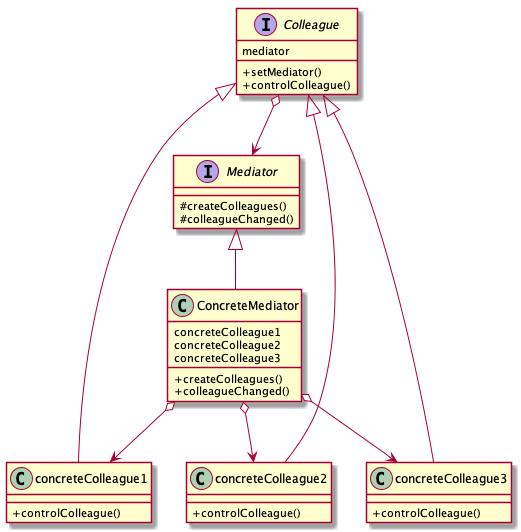 I Colleague
mediator
+setMediator()
+controlColleague()
I Mediator
#createColleagues()
#colleagueChanged()
C ConcreteMediator
concreteColleague1
concreteColleague2
concreteColleague3
+createColleagues()
+colleagueChanged()
C concreteColleague1
+controlColleague()
C concreteColleague2
+controlColleague()
C concreteColleague3
+controlColleague()